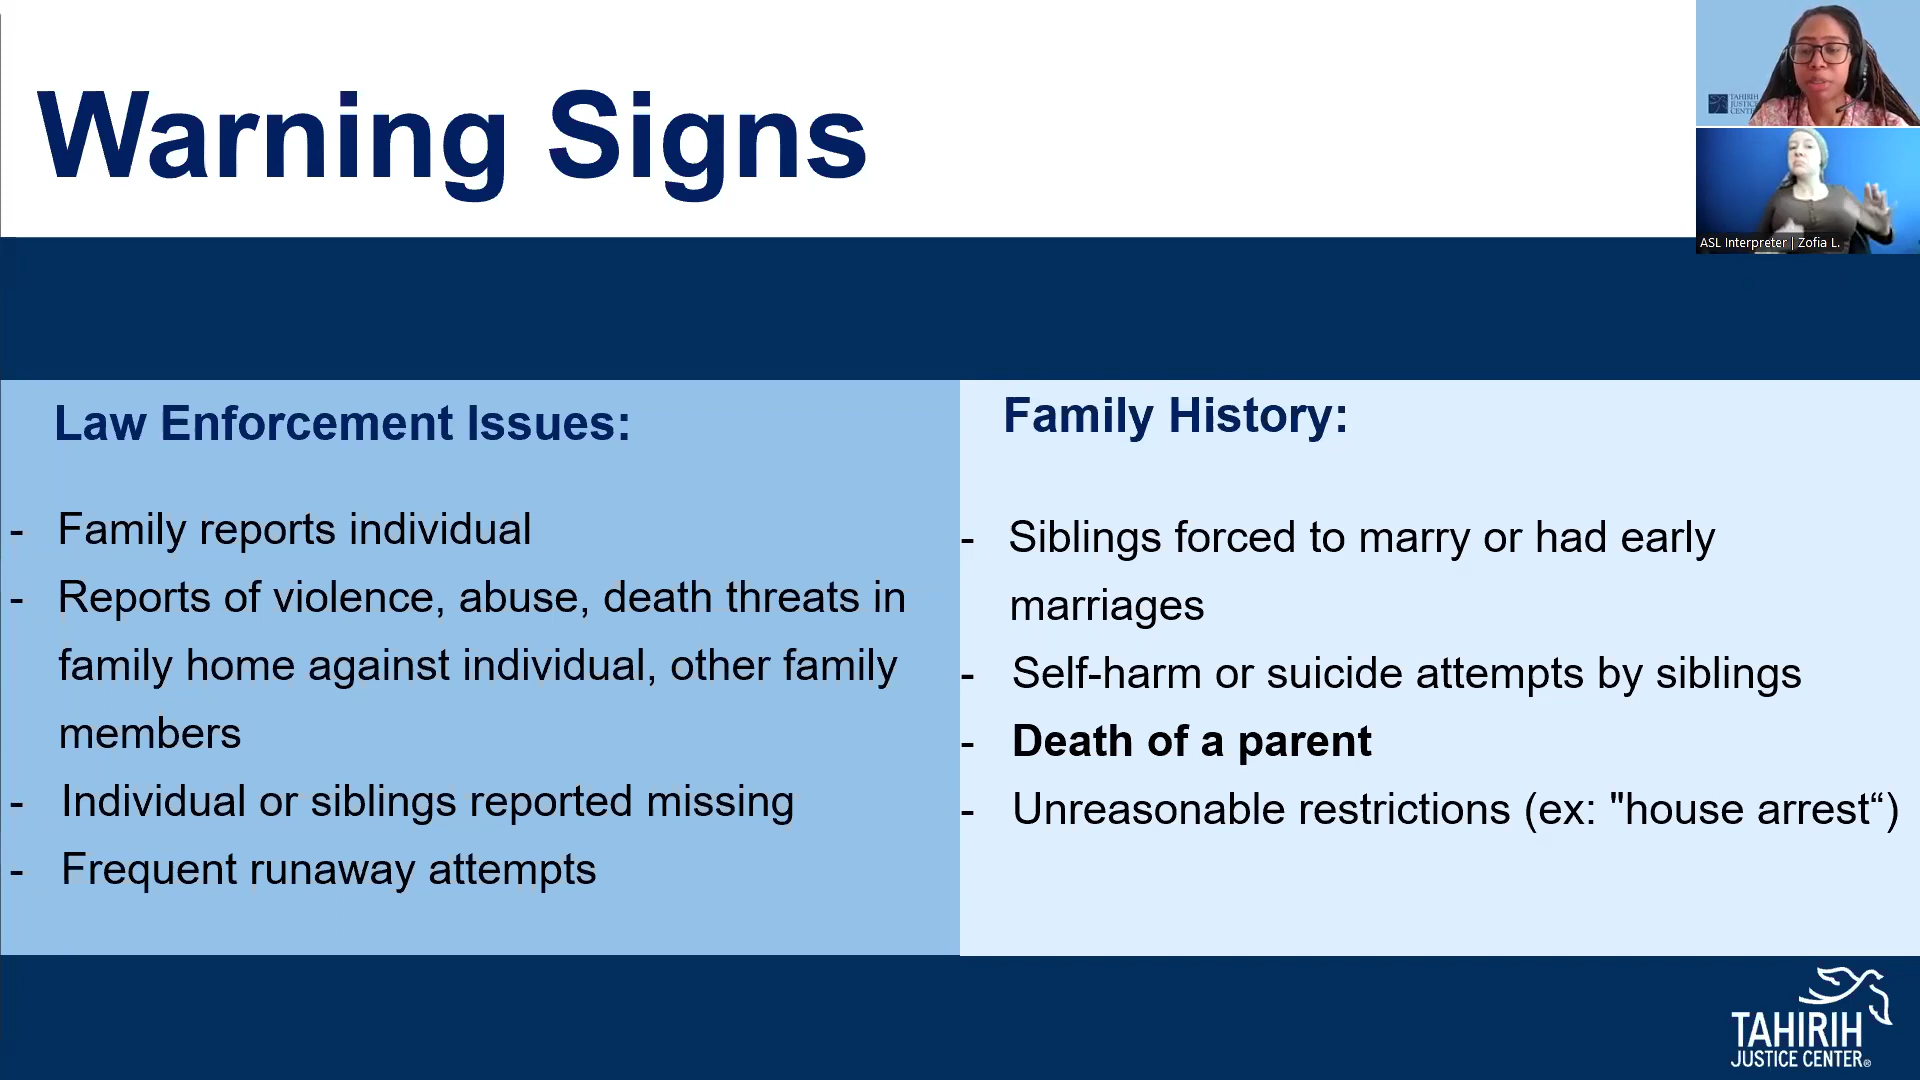 Warning Signs
TAHIRIH
JUSTICE
CENTER
ASL Interpreter | Zofia L.
Law Enforcement Issues:
- Family reports individual
- Reports of violence, abuse, death threats in
family home against individual, other family
members
- Individual or siblings reported missing
- Frequent runaway attempts
Family History:
- Siblings forced to marry or had early
marriages
- Self-harm or suicide attempts by siblings
- Death of a parent
- Unreasonable restrictions (ex: "house arrest“)
TAHIRIH
JUSTICE CENTER®